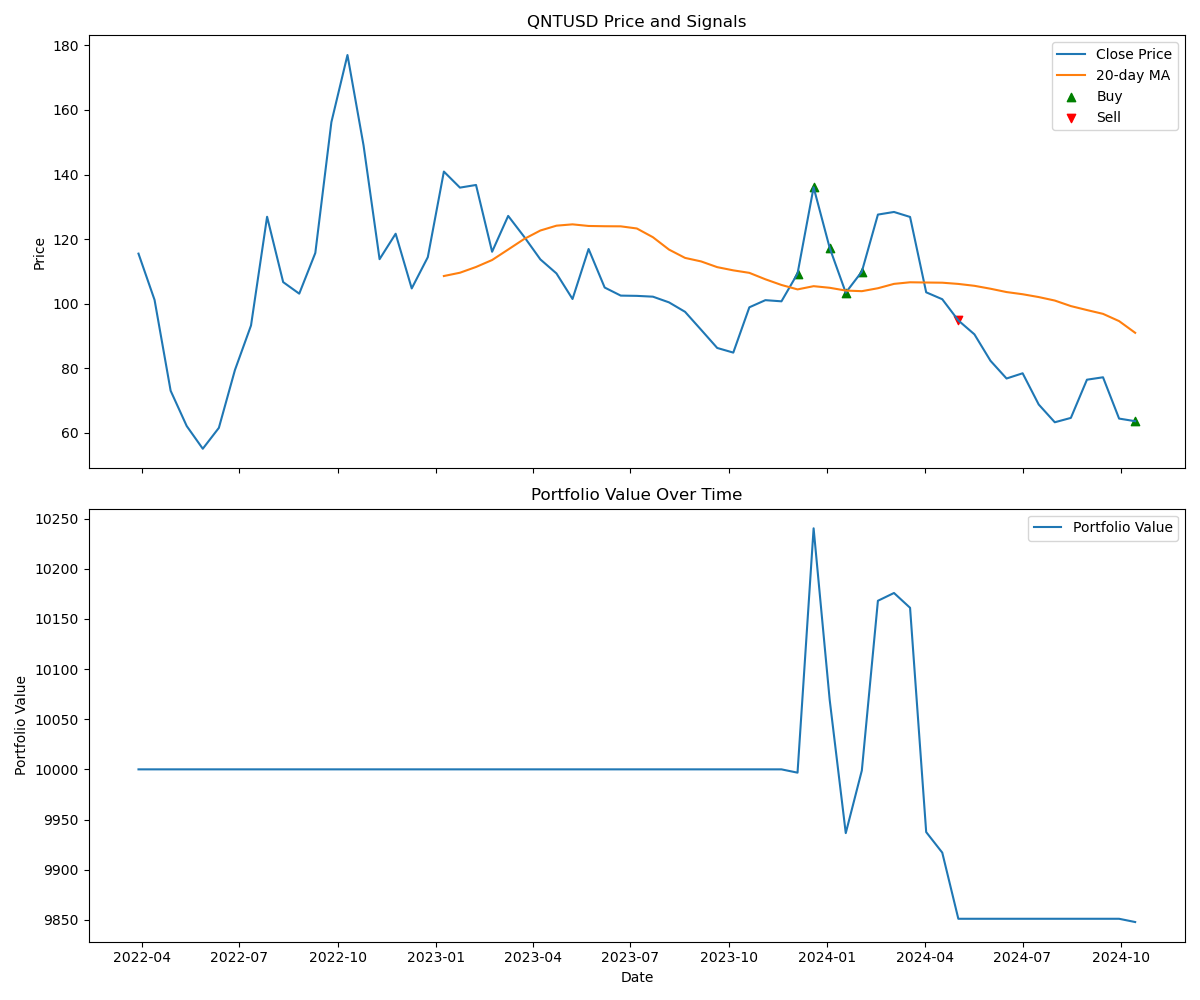 QNTUSD Price and Signals
Price
180
160
140
120
100
80
60
Close Price
20-day MA
Buy
Sell
Portfolio Value Over Time
Portfolio Value
10250
10200
10150
10100
10050
10000
9950
9900
9850
Portfolio Value
2022-04 2022-07 2022-10 2023-01 2023-04 2023-07 2023-10 2024-01 2024-04 2024-07 2024-10
Date